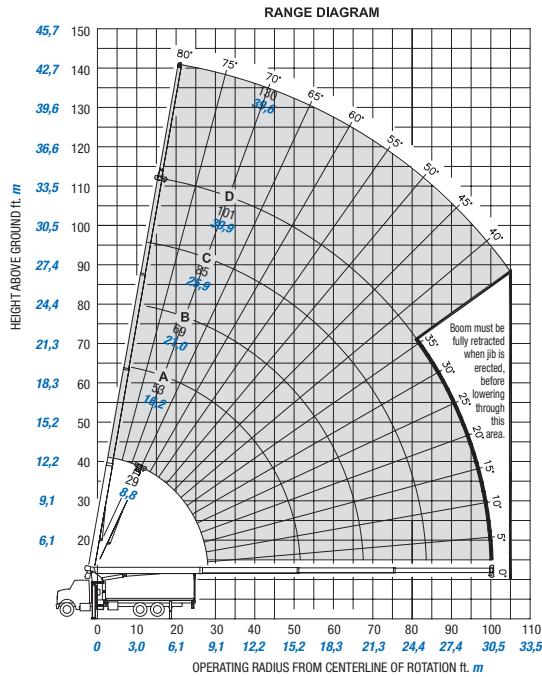 RANGE DIAGRAM
45,7 150
42,7 140
39,6 130
36,6 120
33,5 110
30,5 100
27,4 90
24,4 80
21,3 70
18,3 60
15,2 50
12,2 40
9,1 30
6,1 20
HEIGHT ABOVE GROUND ft. m
80°
75°
70°
65°
60°
55°
50°
45°
40°
35°
30°
25°
20°
15°
10°
5°
0°
130
39,6
D
101
30,9
C
85
25,9
B
69
21,0
A
53
16,2
29
8,8
Boom must be
fully retracted
when jib is
erected,
before
lowering
through
this
area.
0 10 20 30 40 50 60 70 80 90 100 110
0 3,0 6,1 9,1 12,2 15,2 18,3 21,3 24,4 27,4 30,5 33,5
OPERATING RADIUS FROM CENTERLINE OF ROTATION ft. m